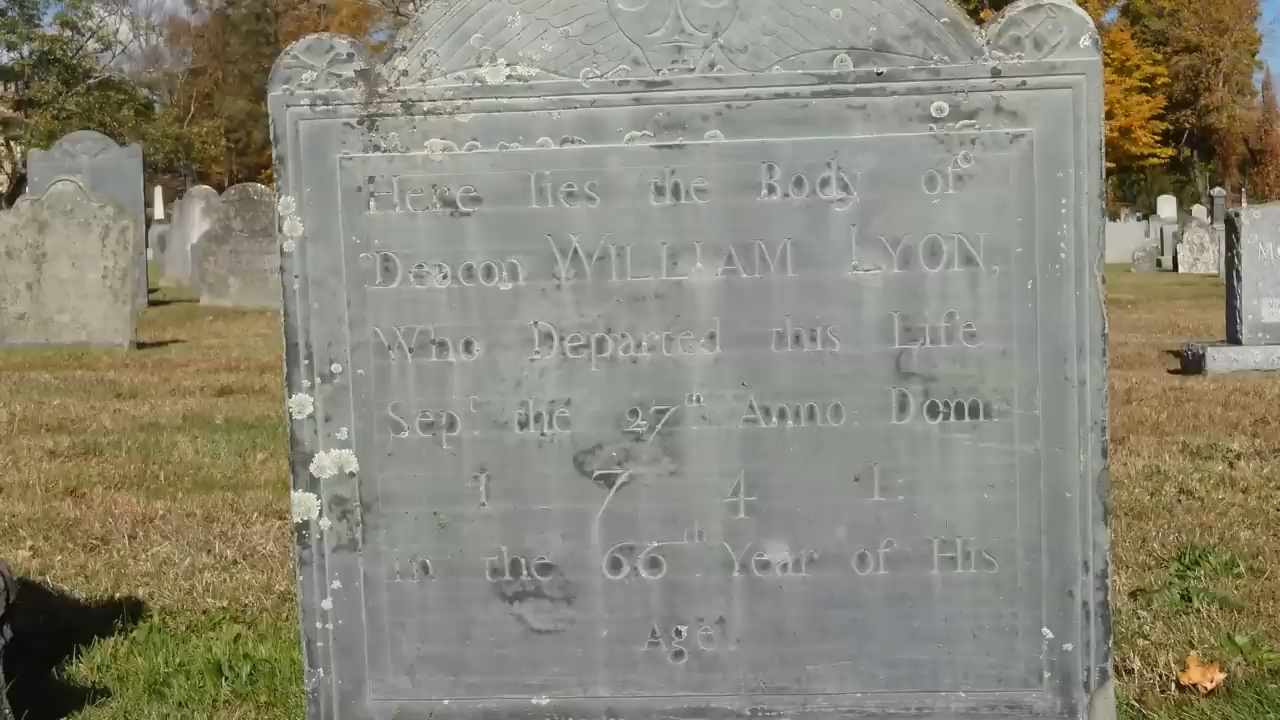 Here lies the Body of
Deacon WILLIAM LYON,
Who Departed this Life
Sept the 27th Anno: Dom:
1 7 4 1:
In the 66th Year of His
Age